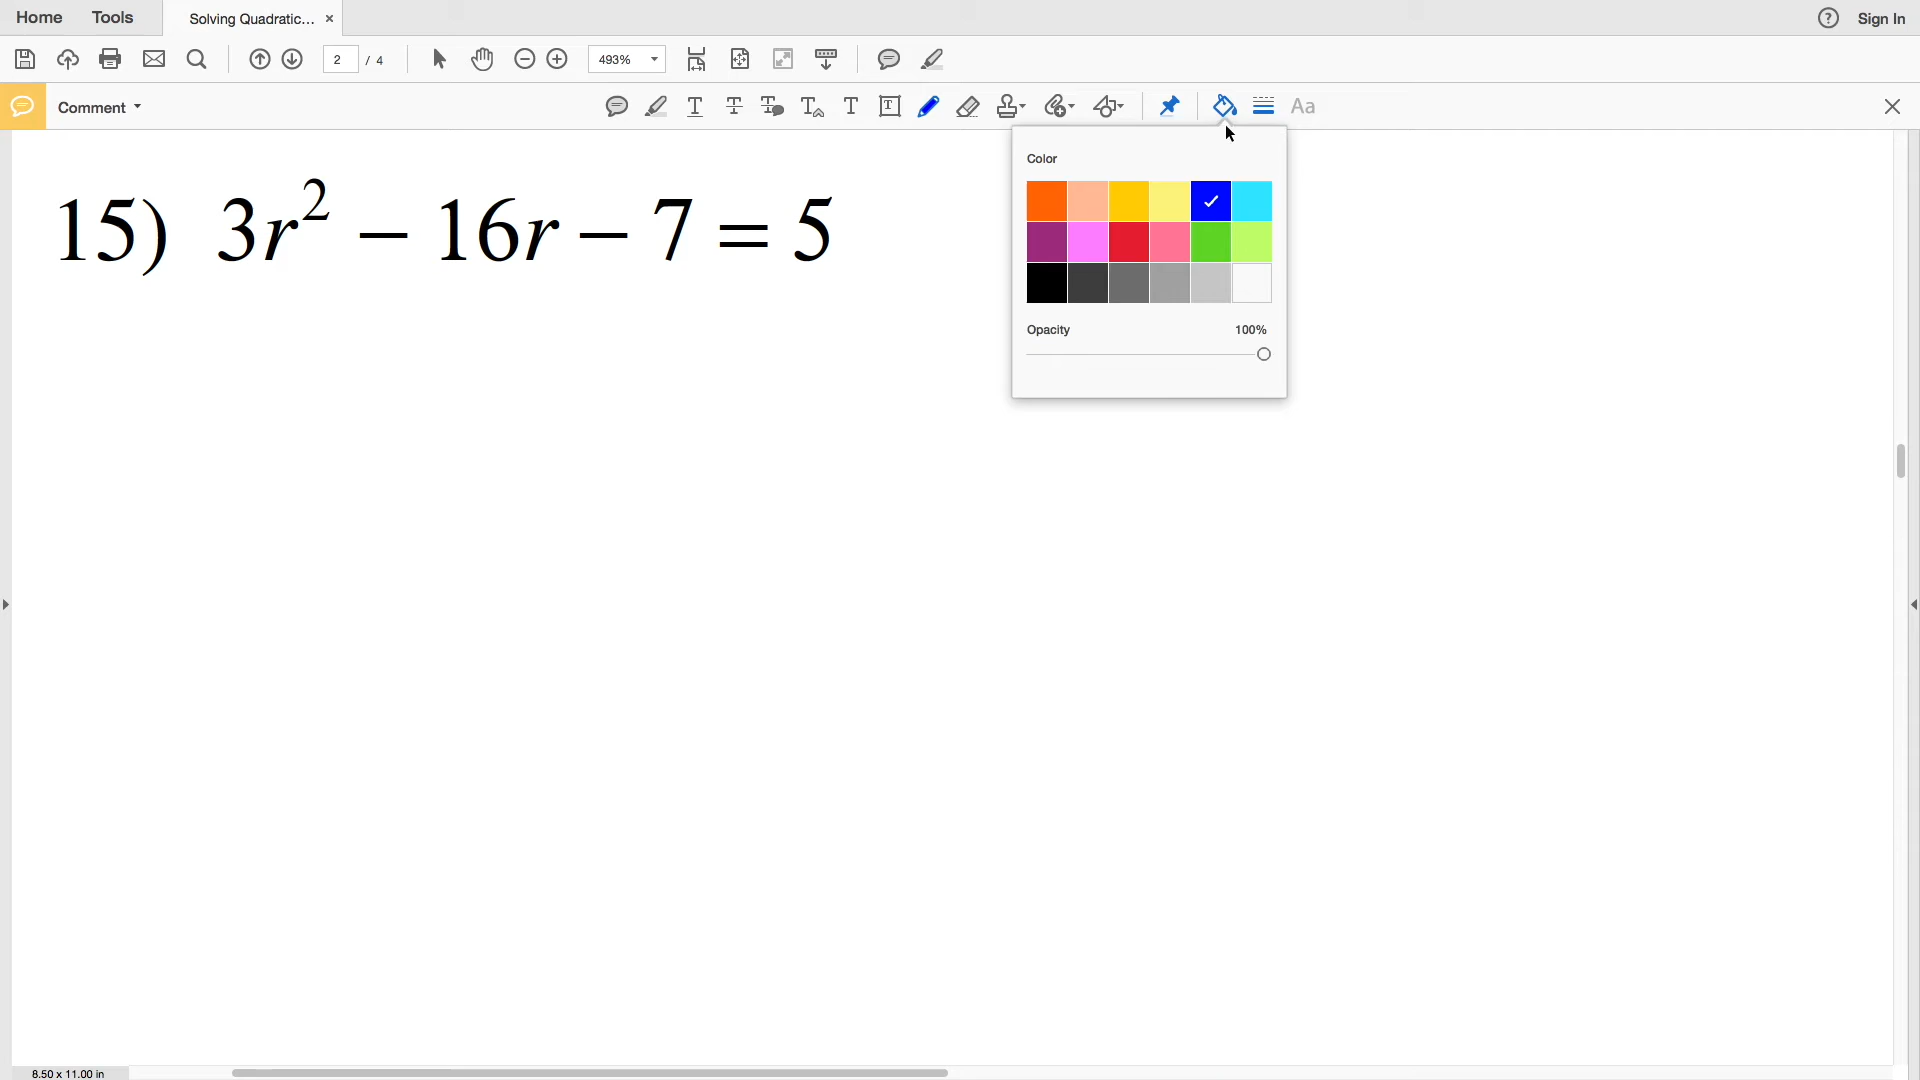 Home Tools Solving Quadratic... × ? Sign In
2 / 4 493%
Comment T T T T T T Aa
Color
15) 3r² − 16r − 7 = 5
Opacity 100%
8.50 x 11.00 in